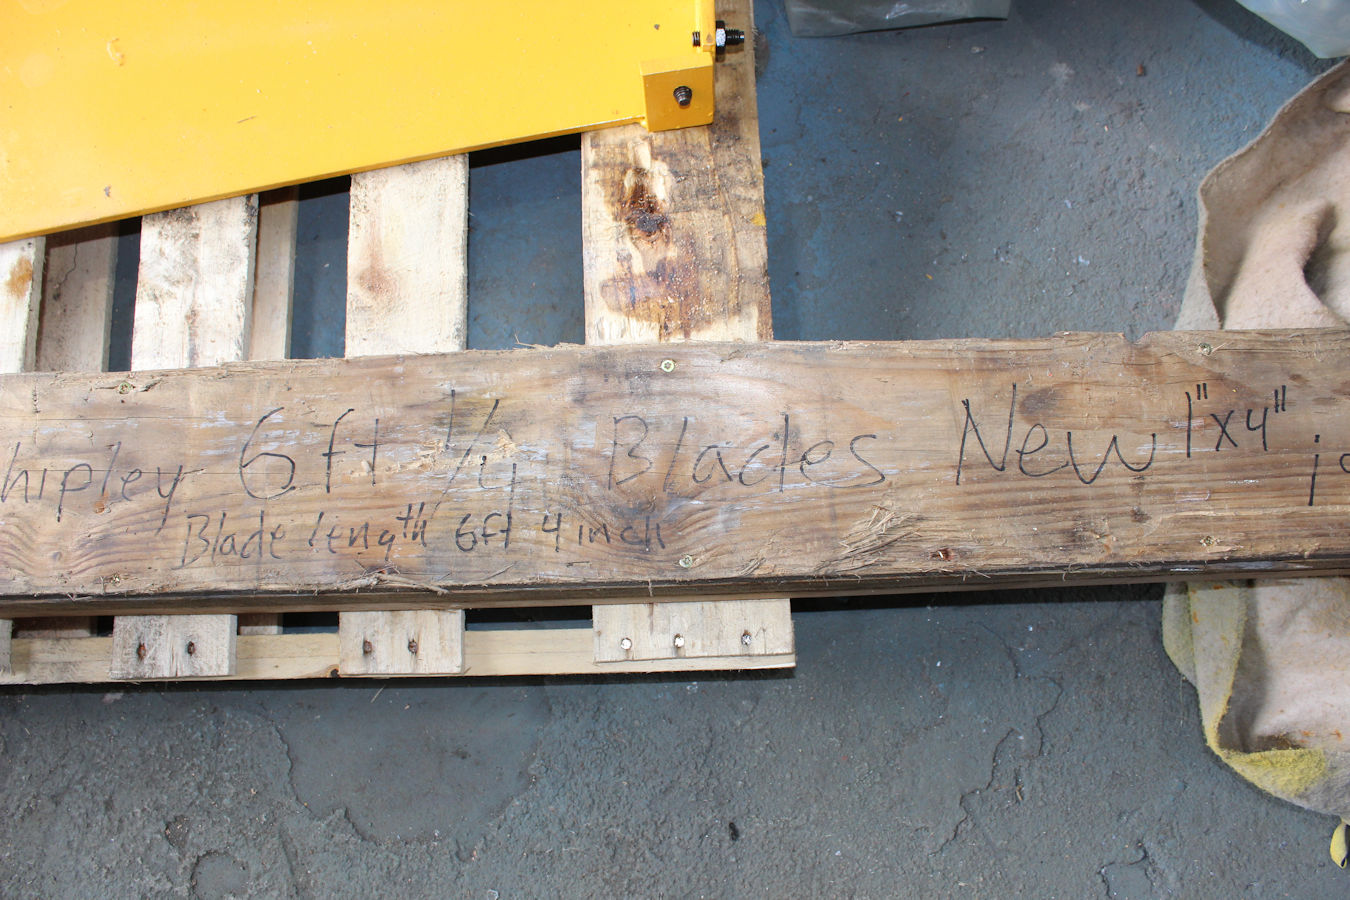 hipley 6ft 1/4 Blades New 1"x4"
Blade length 6ft 4 inch